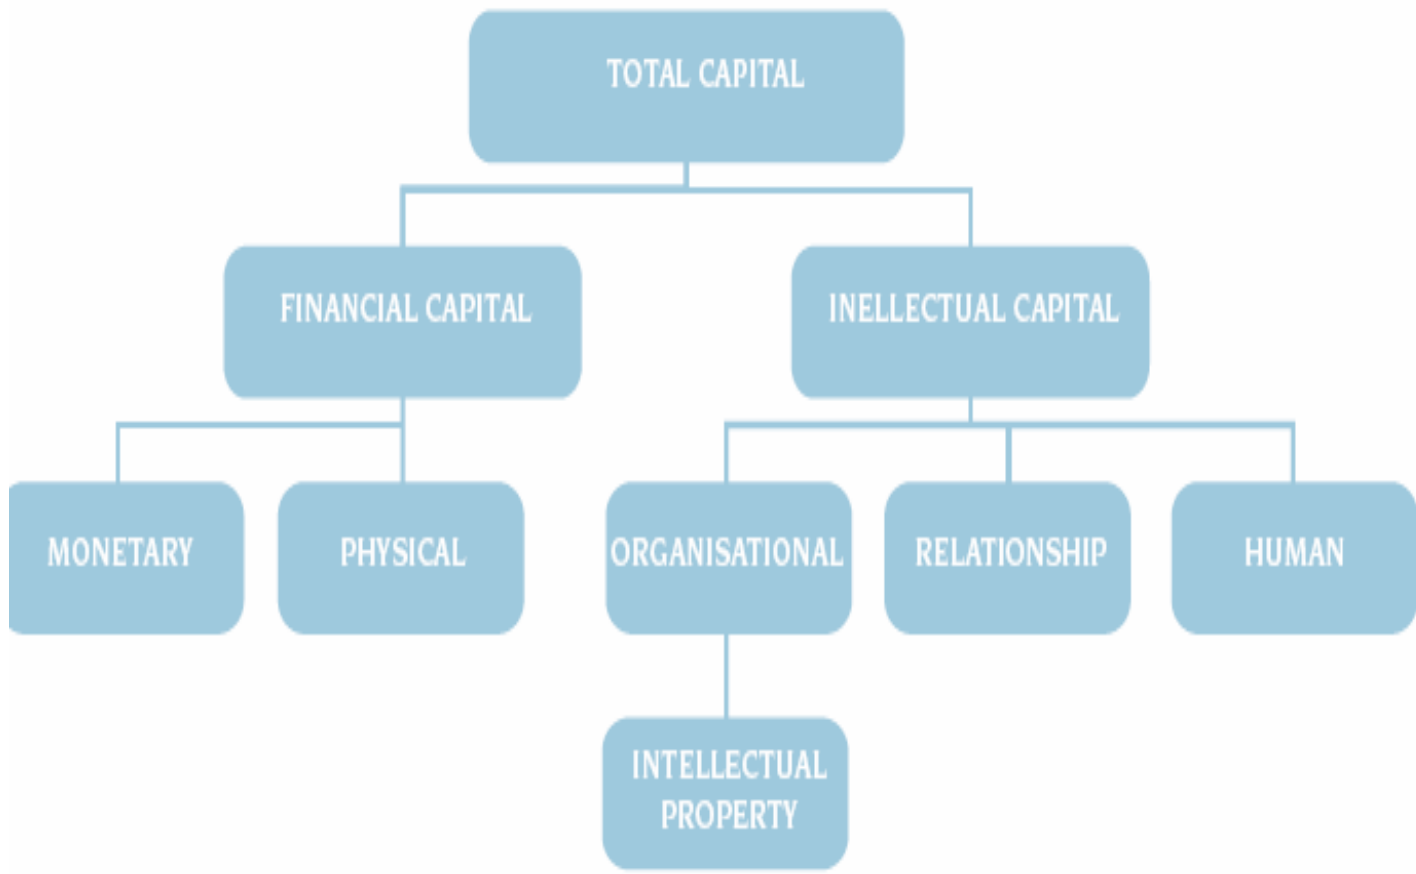 TOTAL CAPITAL
FINANCIAL CAPITAL
INELLECTUAL CAPITAL
MONETARY
PHYSICAL
ORGANISATIONAL
RELATIONSHIP
HUMAN
INTELLECTUAL
PROPERTY